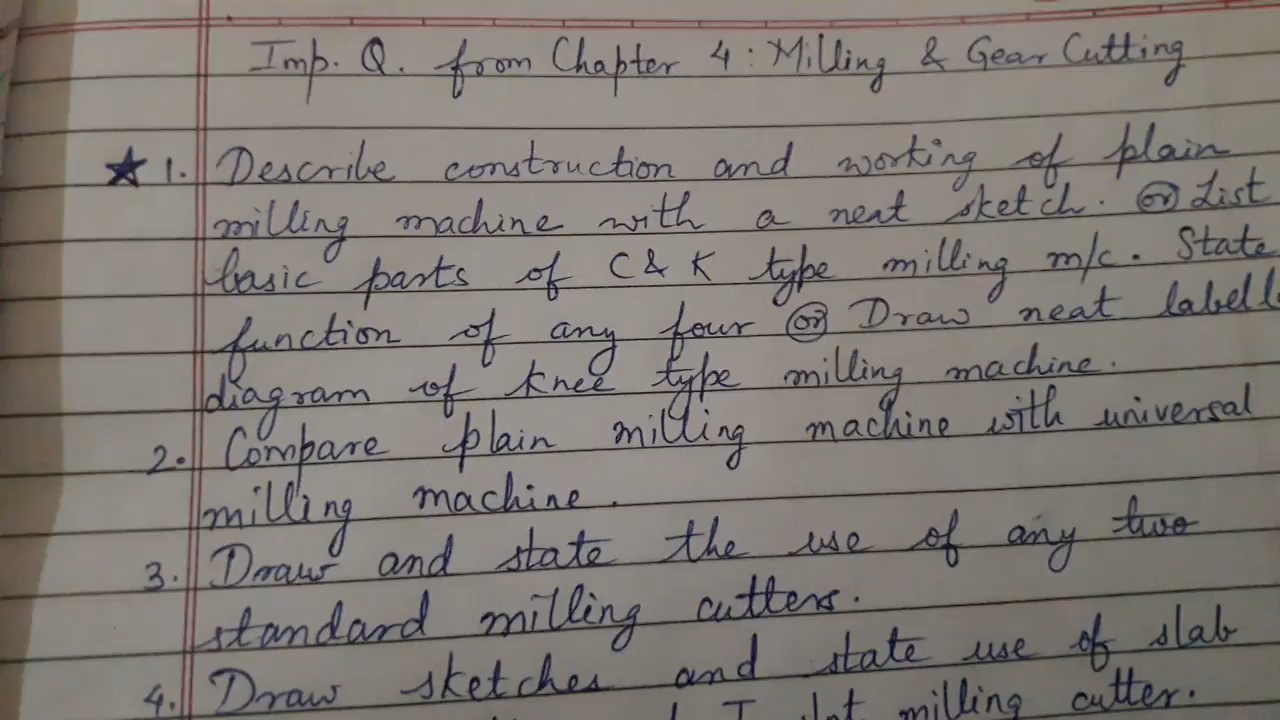 Imp. Q. from Chapter 4 : Milling & Gear Cutting
★ 1. Describe construction and working of plain
milling machine with a neat sketch. OR List
basic parts of C & K type milling m/c. State
function of any four OR Draw neat labell
diagram of knee type milling machine.
2. Compare plain milling machine with universal
milling machine.
3. Draw and state the use of any two
standard milling cutters.
4. Draw sketches and state use of slab
milling cutter.